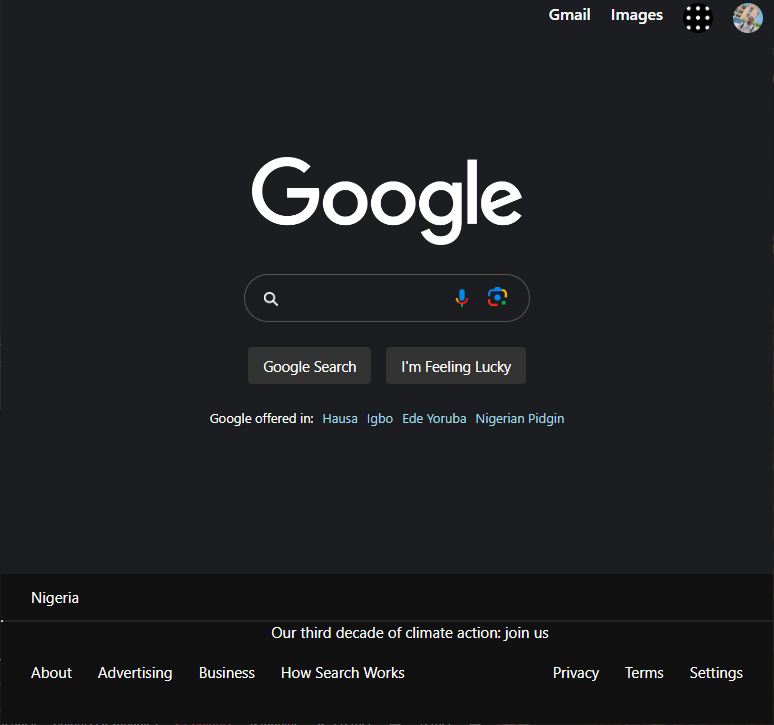 Gmail Images
Google
Google Search I'm Feeling Lucky
Google offered in: Hausa Igbo Ede Yoruba Nigerian Pidgin
Nigeria
Our third decade of climate action: join us
About Advertising Business How Search Works Privacy Terms Settings